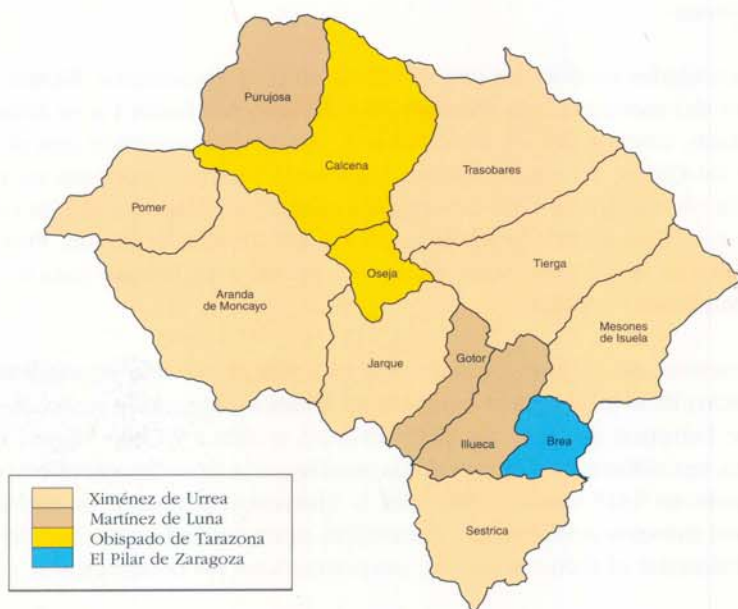 Purujosa
Calcena
Trasobares
Pomer
Oseja
Tierga
Aranda
de Moncayo
Mesones
de Isuela
Jarque
Gotor
Illueca
Brea
Sestrica
Ximénez de Urrea
Martínez de Luna
Obispado de Tarazona
El Pilar de Zaragoza